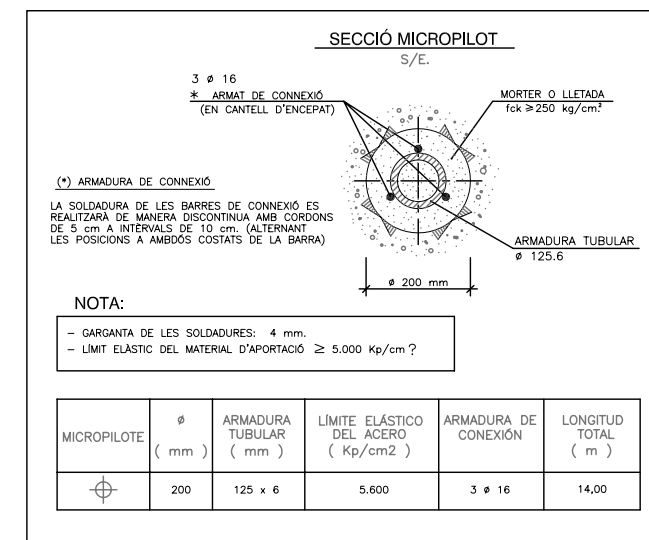 SECCIÓ MICROPILOT
S/E.
3 ø 16
* ARMAT DE CONNEXIÓ
(EN CANTELL D'ENCEPAT)
MORTER O LLETADA
fck ≥ 250 kg/cm²
(*) ARMADURA DE CONNEXIÓ
LA SOLDADURA DE LES BARRES DE CONNEXIÓ ES
REALITZARÀ DE MANERA DISCONTINUA AMB CORDONS
DE 5 cm A INTÈRVALS DE 10 cm. (ALTERNANT
LES POSICIONS A AMBDÓS COSTATS DE LA BARRA)
ARMADURA TUBULAR
ø 125.6
ø 200 mm
NOTA:
– GARGANTA DE LES SOLDADURES: 4 mm.
– LÍMIT ELÀSTIC DEL MATERIAL D'APORTACIÓ ≥ 5.000 Kp/cm ?
MICROPILOTE
ø
( mm )
ARMADURA
TUBULAR
( mm )
LÍMITE ELÁSTICO
DEL ACERO
( Kp/cm2 )
ARMADURA DE
CONEXIÓN
LONGITUD
TOTAL
( m )
200
125 x 6
5.600
3 ø 16
14,00